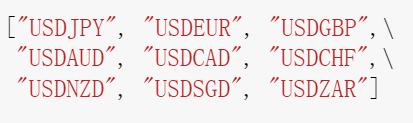 ["USDJPY", "USDEUR", "USDGBP",\
"USDAUD", "USDCAD", "USDCHF",\
"USDNZD", "USDSGD", "USDZAR"]